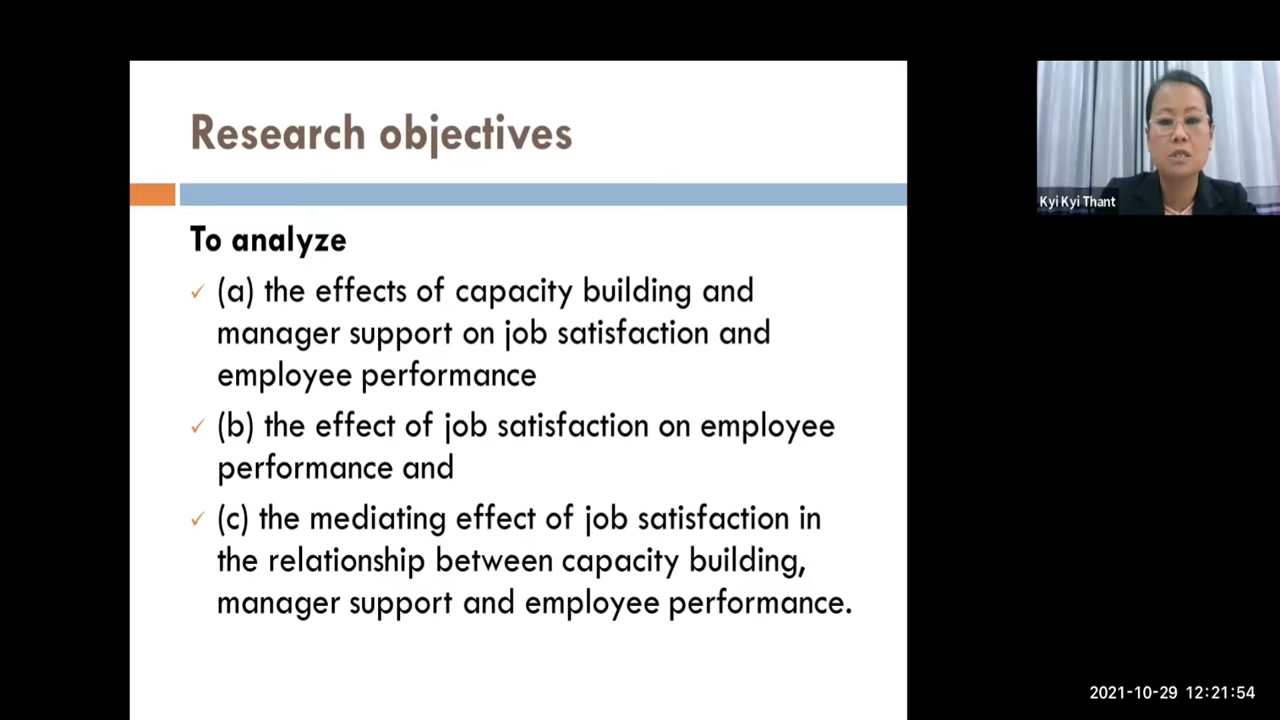 Research objectives
To analyze
✓ (a) the effects of capacity building and
manager support on job satisfaction and
employee performance
✓ (b) the effect of job satisfaction on employee
performance and
✓ (c) the mediating effect of job satisfaction in
the relationship between capacity building,
manager support and employee performance.
Kyi Kyi Thant
2021-10-29 12:21:54